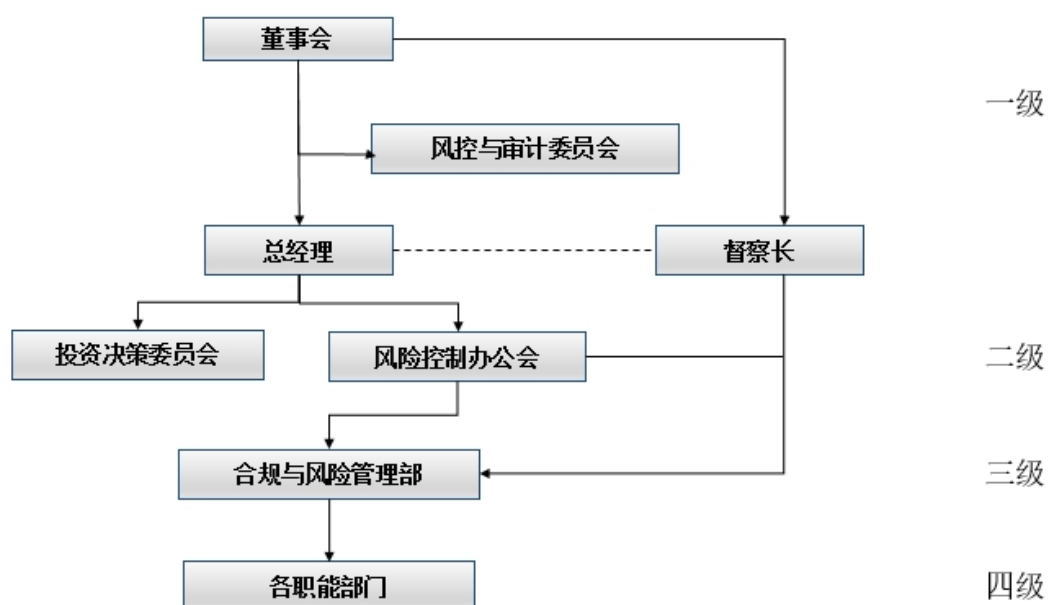 董事会
一级
风控与审计委员会
总经理
督察长
投资决策委员会
风险控制办公会
二级
合规与风险管理部
三级
各职能部门
四级